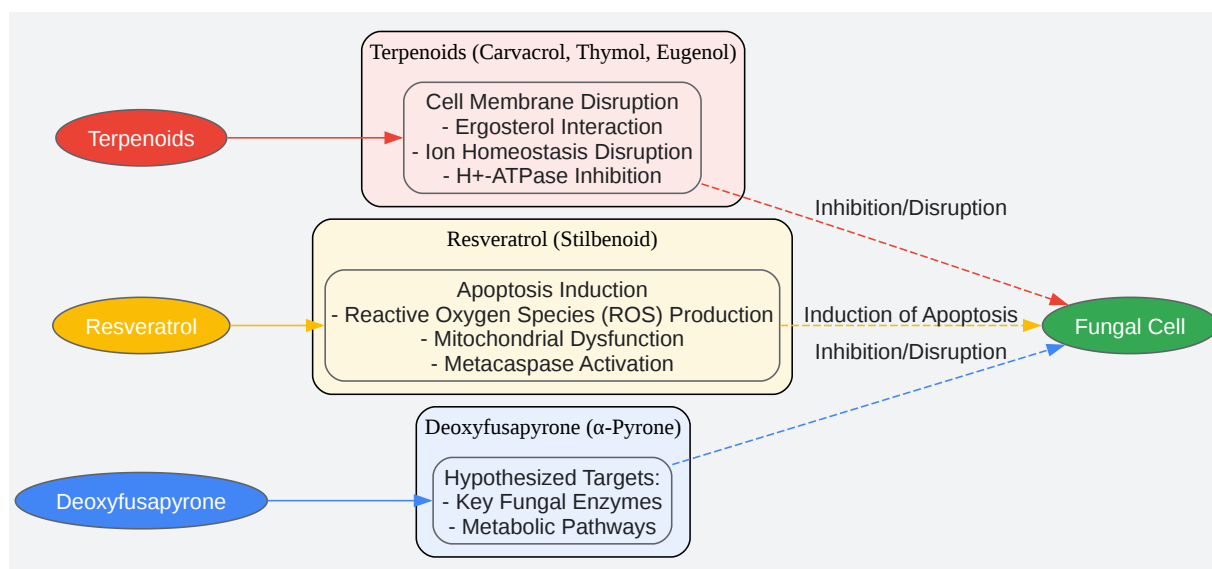 Terpenoids (Carvacrol, Thymol, Eugenol)
Cell Membrane Disruption
- Ergosterol Interaction
- Ion Homeostasis Disruption
- H+-ATPase Inhibition
Terpenoids
Inhibition/Disruption
Resveratrol (Stilbenoid)
Apoptosis Induction
- Reactive Oxygen Species (ROS) Production
- Mitochondrial Dysfunction
- Metacaspase Activation
Resveratrol
Induction of Apoptosis
Fungal Cell
Inhibition/Disruption
Deoxyfusapyrone (α-Pyrone)
Hypothesized Targets:
- Key Fungal Enzymes
- Metabolic Pathways
Deoxyfusapyrone